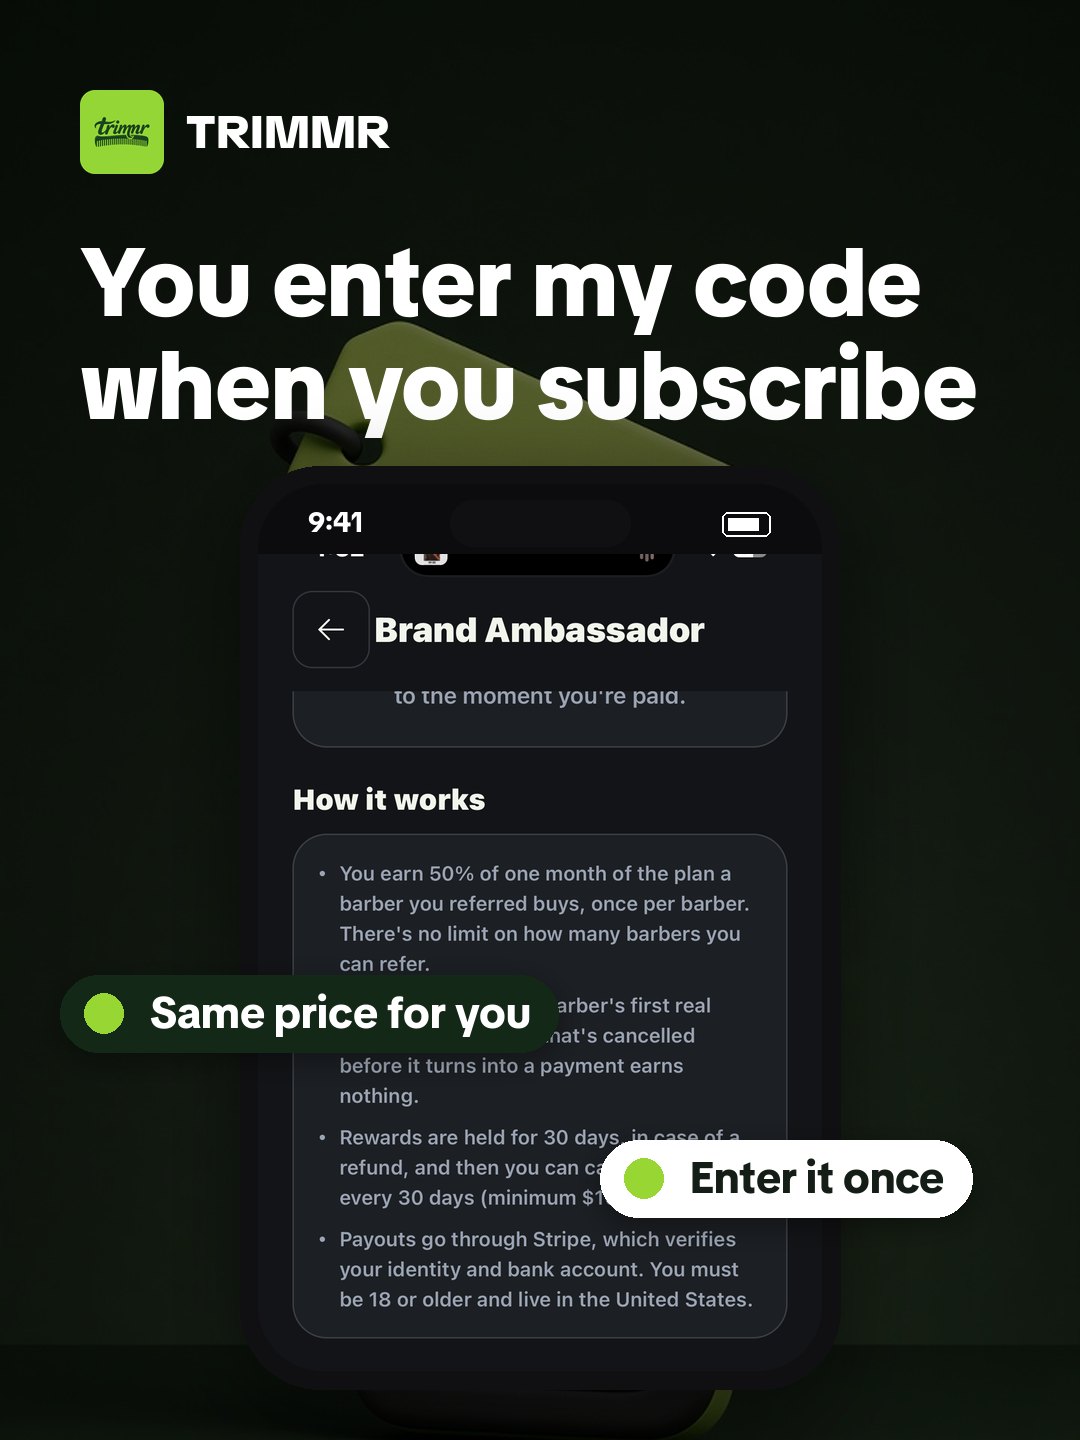 trimmr
TRIMMR
You enter my code
when you subscribe
9:41
Brand Ambassador
to the moment you're paid.
How it works
• You earn 50% of one month of the plan a
barber you referred buys, once per barber.
There's no limit on how many barbers you
can refer.
Same price for you
barber's first real
that's cancelled
before it turns into a payment earns
nothing.
• Rewards are held for 30 days, in case of a
refund, and then you can
every 30 days (minimum
Enter it once
• Payouts go through Stripe, which verifies
your identity and bank account. You must
be 18 or older and live in the United States.